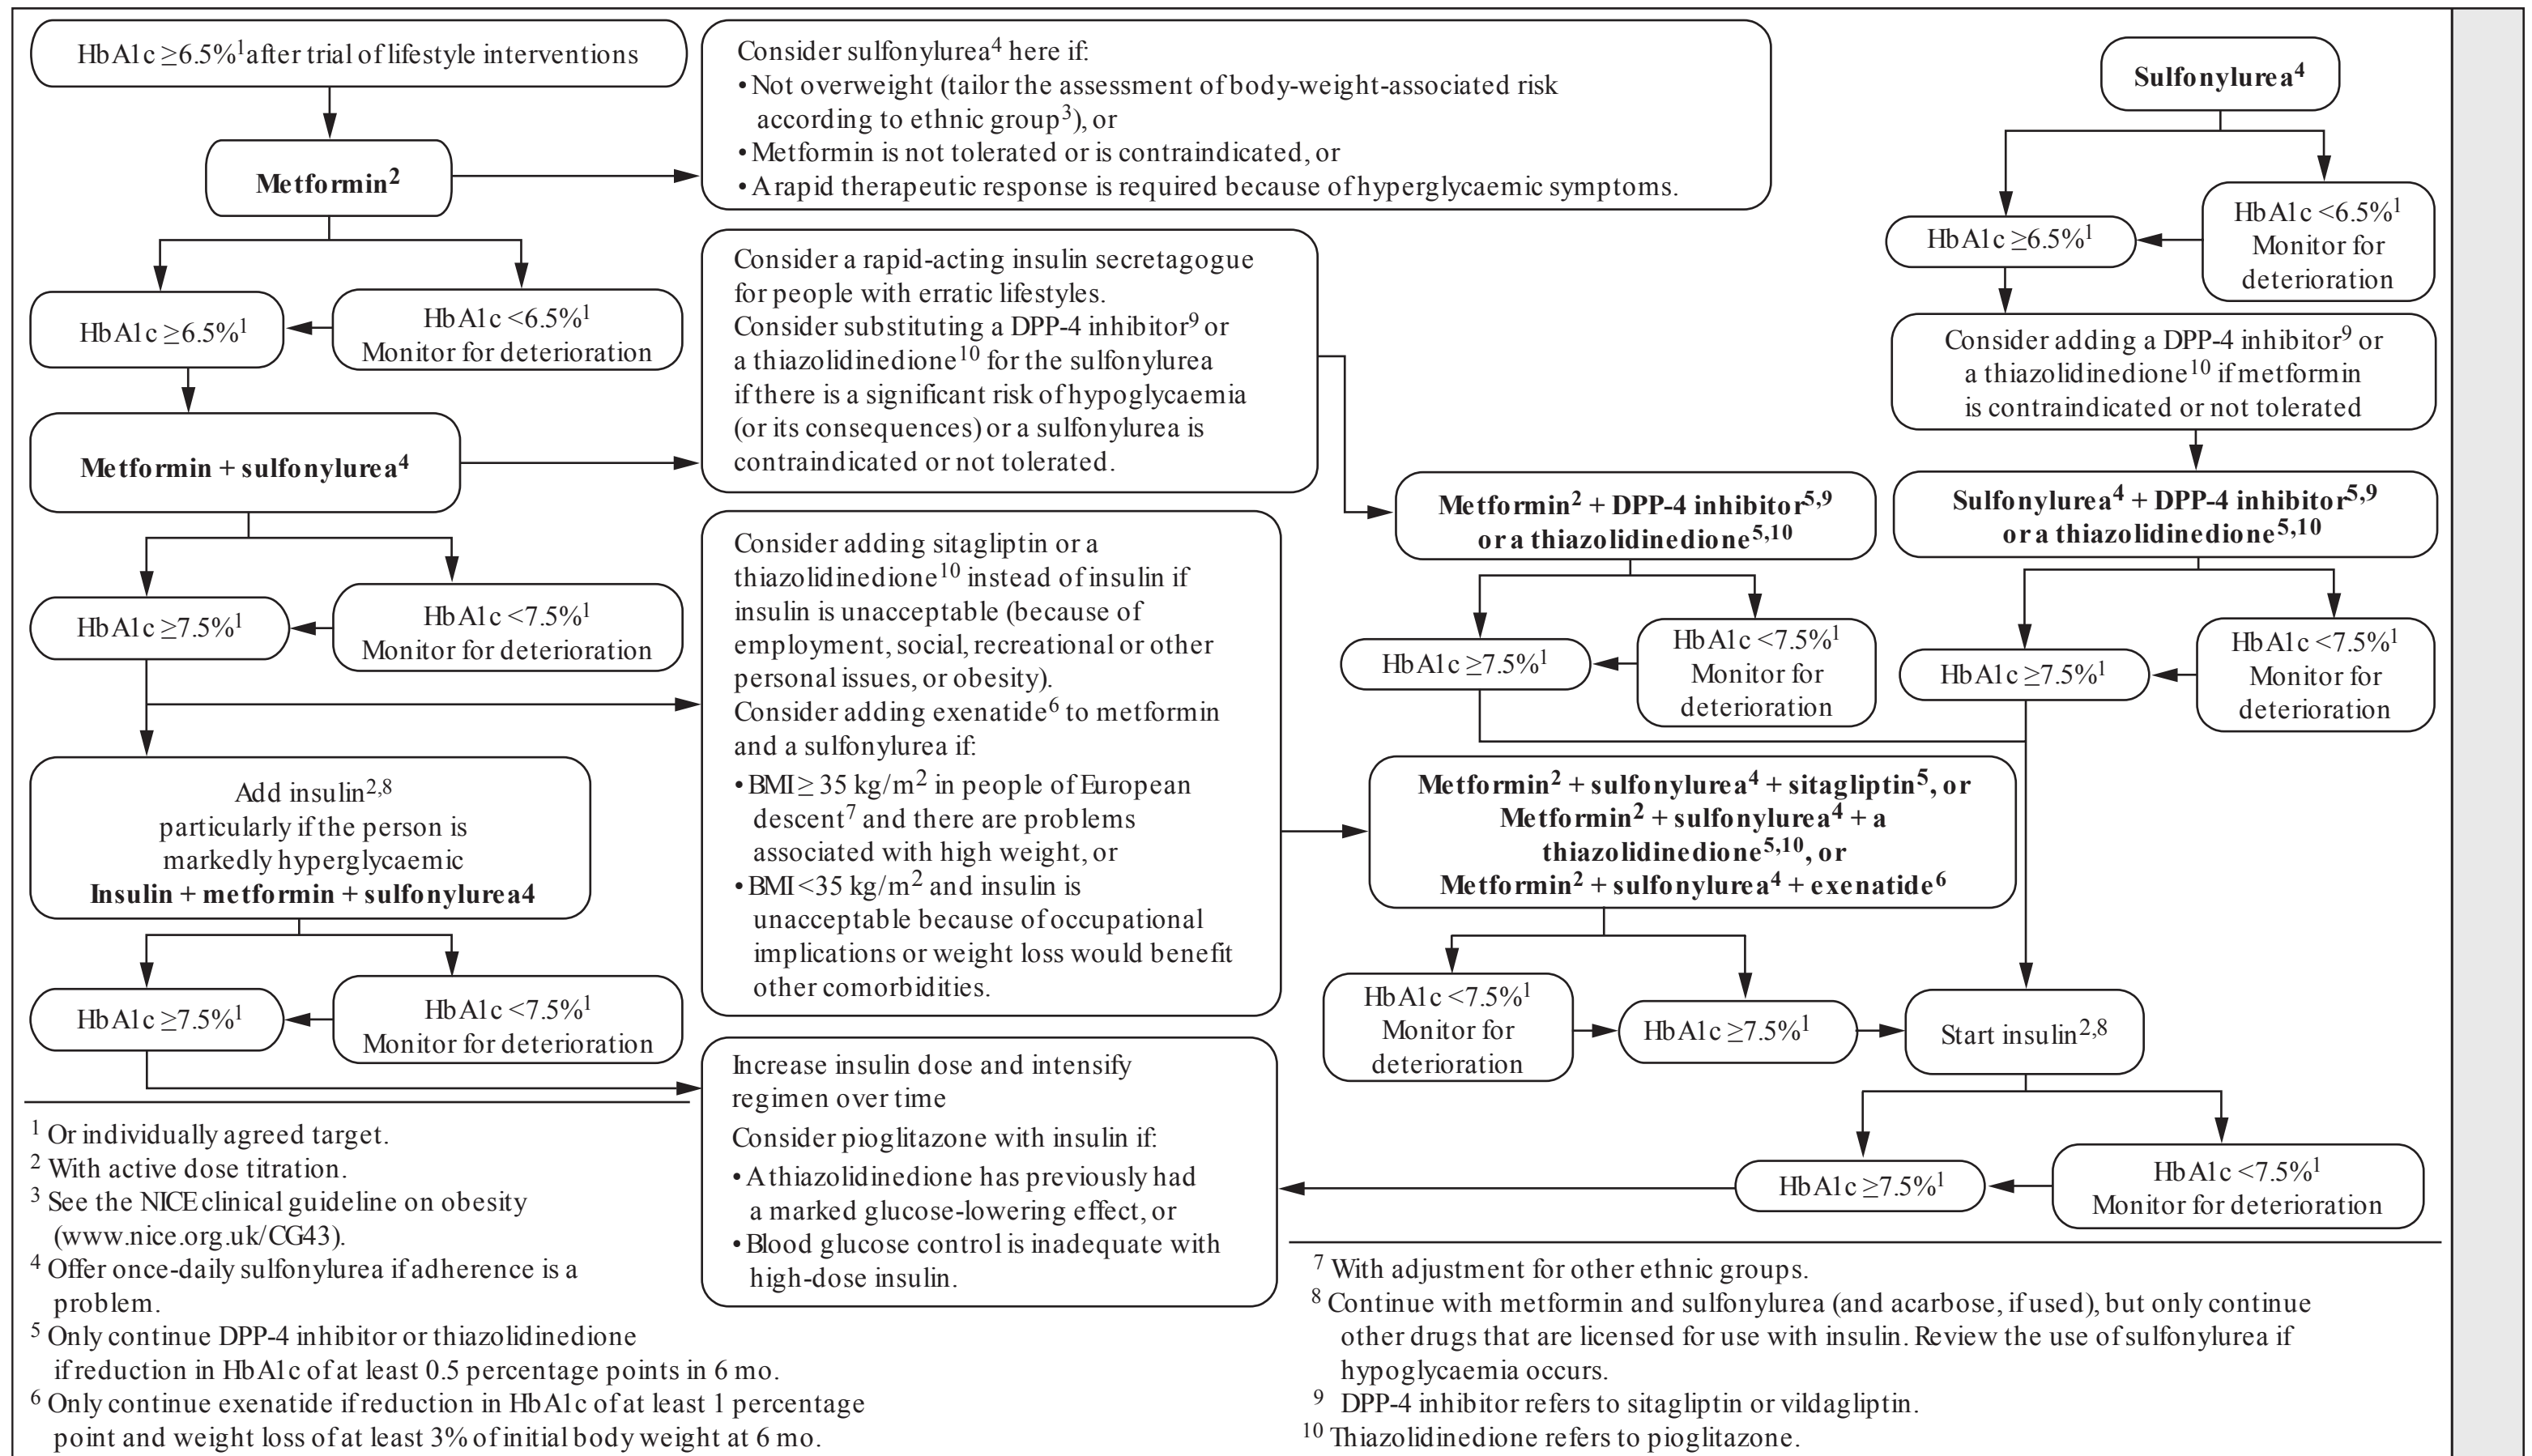 HbA1c ≥6.5%¹ after trial of lifestyle interventions
Metformin²
HbA1c ≥6.5%¹
HbA1c <6.5%¹
Monitor for deterioration
Metformin + sulfonylurea⁴
HbA1c ≥7.5%¹
HbA1c <7.5%¹
Monitor for deterioration
Add insulin²,⁸
particularly if the person is
markedly hyperglycaemic
Insulin + metformin + sulfonylurea4
HbA1c ≥7.5%¹
HbA1c <7.5%¹
Monitor for deterioration
Consider sulfonylurea⁴ here if:
• Not overweight (tailor the assessment of body-weight-associated risk
according to ethnic group³), or
• Metformin is not tolerated or is contraindicated, or
• A rapid therapeutic response is required because of hyperglycaemic symptoms.
Consider a rapid-acting insulin secretagogue
for people with erratic lifestyles.
Consider substituting a DPP-4 inhibitor⁹ or
a thiazolidinedione¹⁰ for the sulfonylurea
if there is a significant risk of hypoglycaemia
(or its consequences) or a sulfonylurea is
contraindicated or not tolerated.
Consider adding sitagliptin or a
thiazolidinedione¹⁰ instead of insulin if
insulin is unacceptable (because of
employment, social, recreational or other
personal issues, or obesity).
Consider adding exenatide⁶ to metformin
and a sulfonylurea if:
• BMI ≥ 35 kg/m² in people of European
descent⁷ and there are problems
associated with high weight, or
• BMI <35 kg/m² and insulin is
unacceptable because of occupational
implications or weight loss would benefit
other comorbidities.
Increase insulin dose and intensify
regimen over time
Consider pioglitazone with insulin if:
• A thiazolidinedione has previously had
a marked glucose-lowering effect, or
• Blood glucose control is inadequate with
high-dose insulin.
Metformin² + DPP-4 inhibitor⁵,⁹
or a thiazolidinedione⁵,¹⁰
HbA1c ≥7.5%¹
HbA1c <7.5%¹
Monitor for
deterioration
Metformin² + sulfonylurea⁴ + sitagliptin⁵, or
Metformin² + sulfonylurea⁴ + a
thiazolidinedione⁵,¹⁰, or
Metformin² + sulfonylurea⁴ + exenatide⁶
HbA1c <7.5%¹
Monitor for
deterioration
HbA1c ≥7.5%¹
Sulfonylurea⁴
HbA1c ≥6.5%¹
HbA1c <6.5%¹
Monitor for
deterioration
Consider adding a DPP-4 inhibitor⁹ or
a thiazolidinedione¹⁰ if metformin
is contraindicated or not tolerated
Sulfonylurea⁴ + DPP-4 inhibitor⁵,⁹
or a thiazolidinedione⁵,¹⁰
HbA1c ≥7.5%¹
HbA1c <7.5%¹
Monitor for
deterioration
Start insulin²,⁸
HbA1c ≥7.5%¹
HbA1c <7.5%¹
Monitor for deterioration
¹ Or individually agreed target.
² With active dose titration.
³ See the NICE clinical guideline on obesity
(www.nice.org.uk/CG43).
⁴ Offer once-daily sulfonylurea if adherence is a
problem.
⁵ Only continue DPP-4 inhibitor or thiazolidinedione
if reduction in HbA1c of at least 0.5 percentage points in 6 mo.
⁶ Only continue exenatide if reduction in HbA1c of at least 1 percentage
point and weight loss of at least 3% of initial body weight at 6 mo.
⁷ With adjustment for other ethnic groups.
⁸ Continue with metformin and sulfonylurea (and acarbose, if used), but only continue
other drugs that are licensed for use with insulin. Review the use of sulfonylurea if
hypoglycaemia occurs.
⁹ DPP-4 inhibitor refers to sitagliptin or vildagliptin.
¹⁰ Thiazolidinedione refers to pioglitazone.